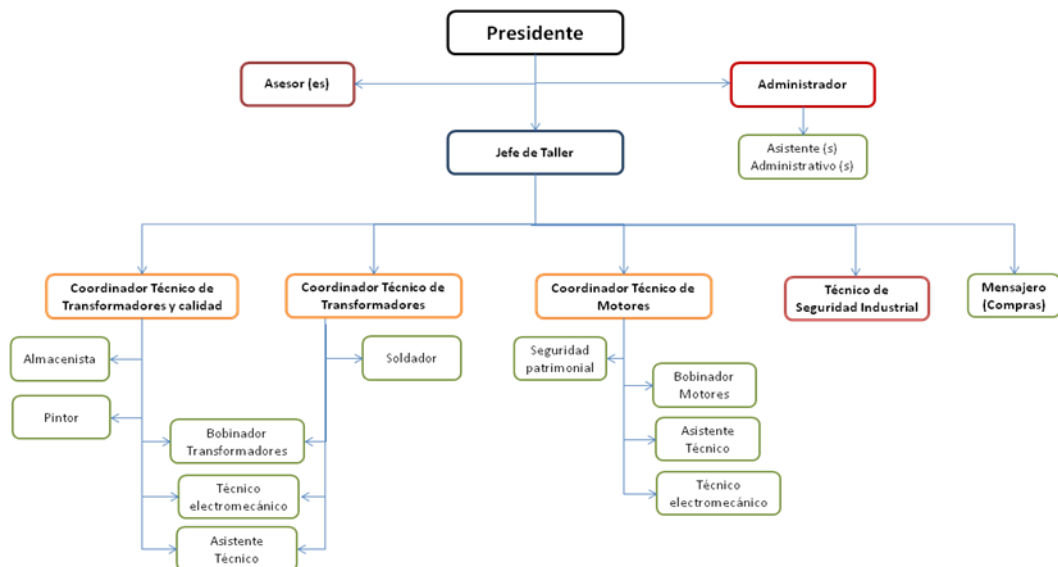 Presidente
Asesor (es)
Administrador
Jefe de Taller
Asistente (s)
Administrativo (s)
Coordinador Técnico de
Transformadores y calidad
Coordinador Técnico de
Transformadores
Coordinador Técnico de
Motores
Técnico de
Seguridad Industrial
Mensajero
(Compras)
Almacenista
Soldador
Seguridad
patrimonial
Bobinador
Motores
Pintor
Bobinador
Transformadores
Asistente
Técnico
Técnico
electromecánico
Técnico
electromecánico
Asistente
Técnico